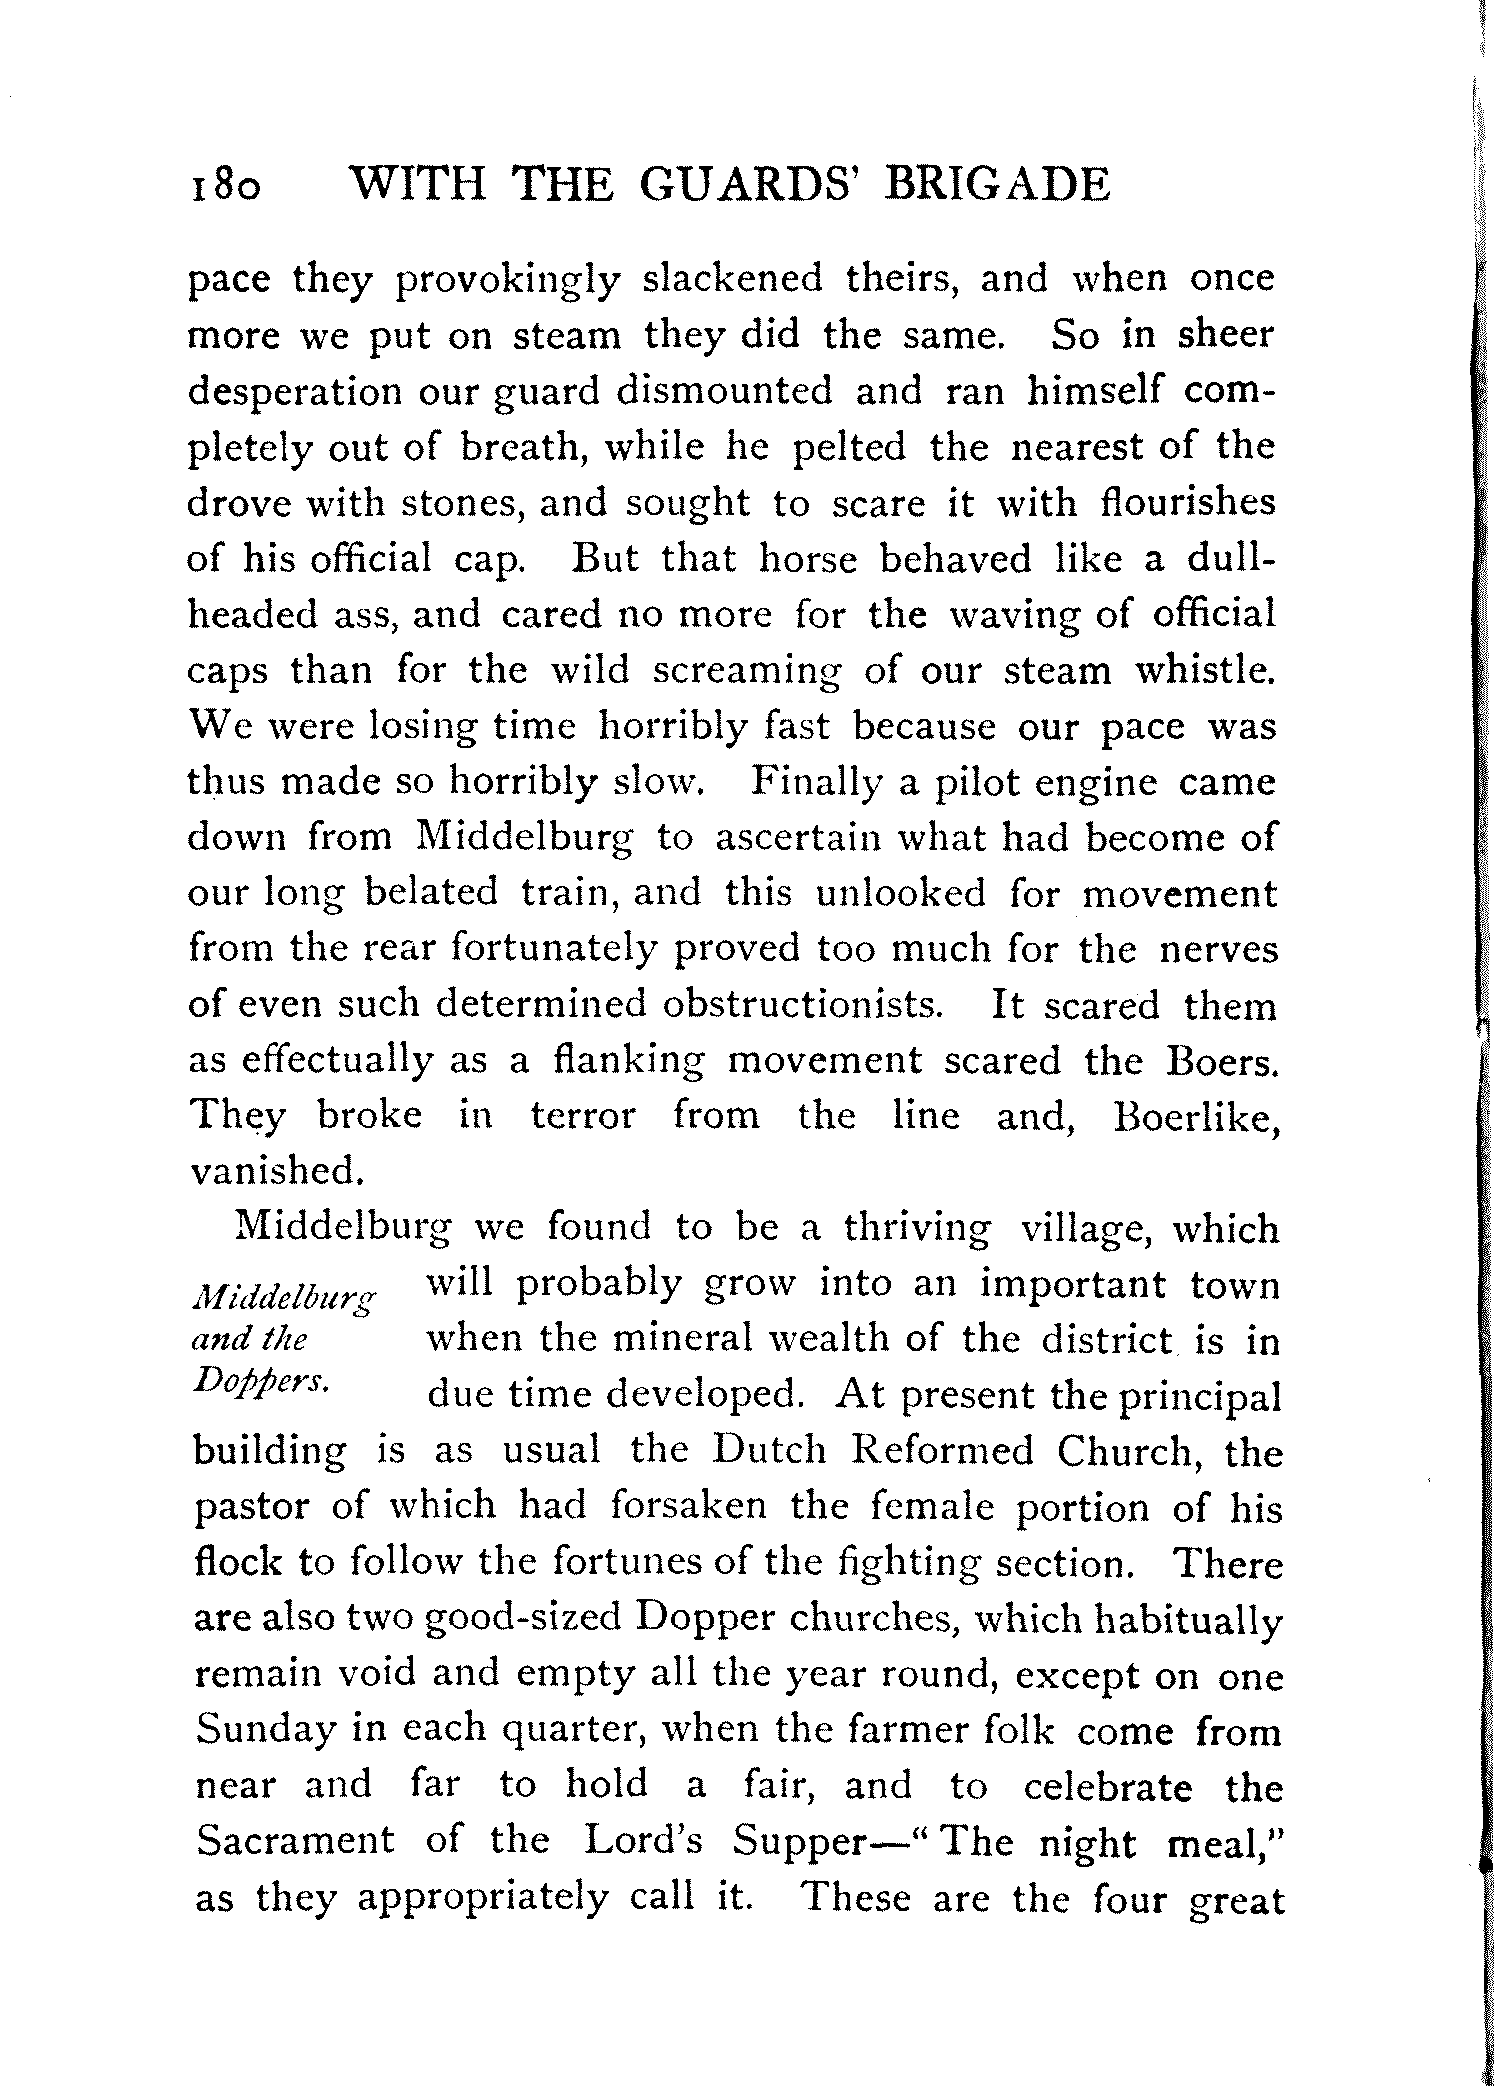 180 WITH THE GUARDS' BRIGADE
pace they provokingly slackened theirs, and when once
more we put on steam they did the same. So in sheer
desperation our guard dismounted and ran himself com-
pletely out of breath, while he pelted the nearest of the
drove with stones, and sought to scare it with flourishes
of his official cap. But that horse behaved like a dull-
headed ass, and cared no more for the waving of official
caps than for the wild screaming of our steam whistle.
We were losing time horribly fast because our pace was
thus made so horribly slow. Finally a pilot engine came
down from Middelburg to ascertain what had become of
our long belated train, and this unlooked for movement
from the rear fortunately proved too much for the nerves
of even such determined obstructionists. It scared them
as effectually as a flanking movement scared the Boers.
They broke in terror from the line and, Boerlike,
vanished.
Middelburg we found to be a thriving village, which
Middelburg
and the
Doppers.
will probably grow into an important town
when the mineral wealth of the district is in
due time developed. At present the principal
building is as usual the Dutch Reformed Church, the
pastor of which had forsaken the female portion of his
flock to follow the fortunes of the fighting section. There
are also two good-sized Dopper churches, which habitually
remain void and empty all the year round, except on one
Sunday in each quarter, when the farmer folk come from
near and far to hold a fair, and to celebrate the
Sacrament of the Lord's Supper—"The night meal,"
as they appropriately call it. These are the four great